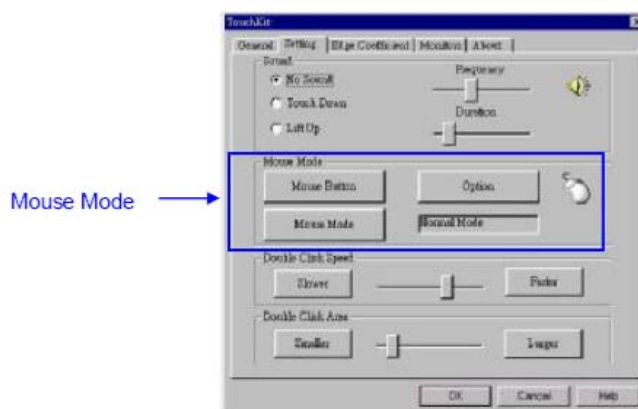 TouchKit
General Setting Edge Coefficient Monitors About
Sound
No Sound
Frequency
Touch Down
Duration
Lift Up
Mouse Mode
Mouse Mode
Mouse Button Option
Mouse Mode Normal Mode
Double Click Speed
Slower Faster
Double Click Area
Smaller Larger
OK Cancel Help